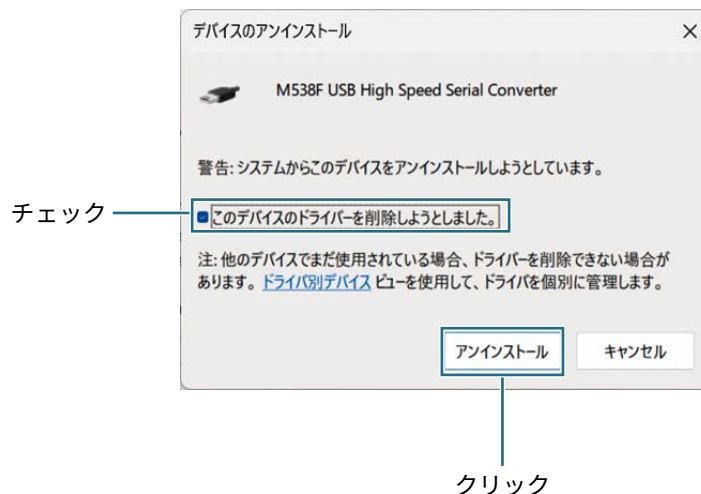 デバイスのアンインストール
M538F USB High Speed Serial Converter
警告: システムからこのデバイスをアンインストールしようとしています。
チェック
このデバイスのドライバーを削除しようとしました。
注: 他のデバイスでまだ使用されている場合、ドライバーを削除できない場合が
あります。ドライバ別デバイス ビューを使用して、ドライバを個別に管理します。
アンインストール
キャンセル
クリック